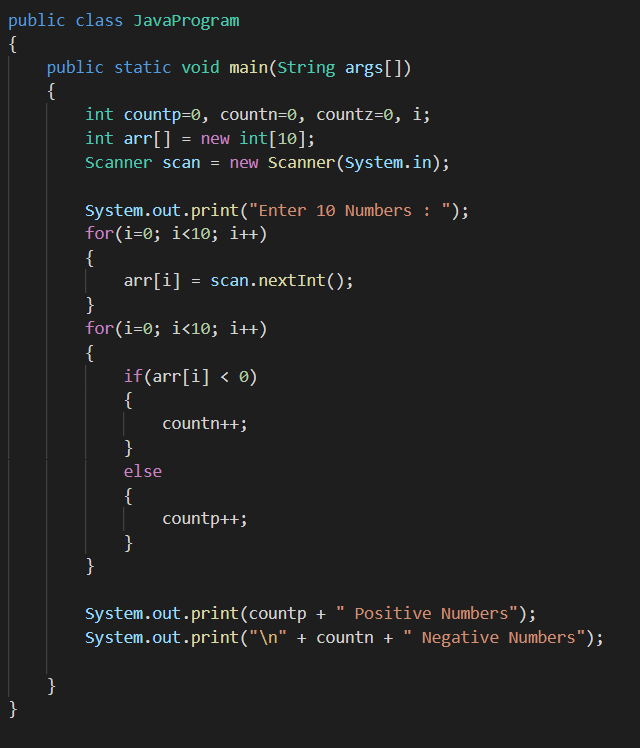 public class JavaProgram
{
    public static void main(String args[])
    {
        int countp=0, countn=0, countz=0, i;
        int arr[] = new int[10];
        Scanner scan = new Scanner(System.in);

        System.out.print("Enter 10 Numbers : ");
        for(i=0; i<10; i++)
        {
            arr[i] = scan.nextInt();
        }
        for(i=0; i<10; i++)
        {
            if(arr[i] < 0)
            {
                countn++;
            }
            else
            {
                countp++;
            }
        }

        System.out.print(countp + " Positive Numbers");
        System.out.print("\n" + countn + " Negative Numbers");

    }
}